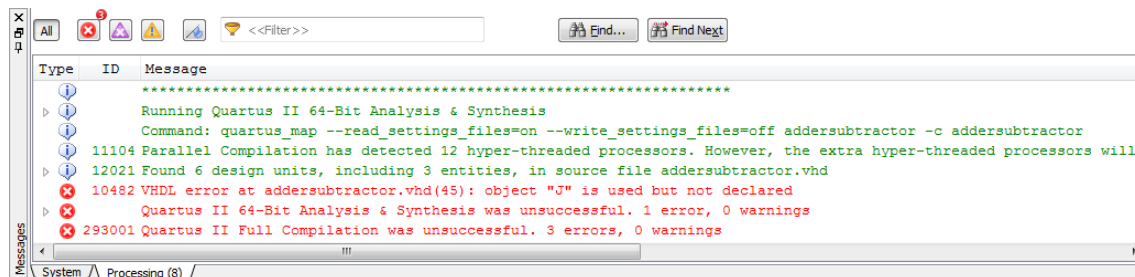 3
All <<Filter>> Find... Find Next
Type ID Message
*******************************************************************
Running Quartus II 64-Bit Analysis & Synthesis
Command: quartus_map --read_settings_files=on --write_settings_files=off addersubtractor -c addersubtractor
11104 Parallel Compilation has detected 12 hyper-threaded processors. However, the extra hyper-threaded processors will
12021 Found 6 design units, including 3 entities, in source file addersubtractor.vhd
10482 VHDL error at addersubtractor.vhd(45): object "J" is used but not declared
Quartus II 64-Bit Analysis & Synthesis was unsuccessful. 1 error, 0 warnings
293001 Quartus II Full Compilation was unsuccessful. 3 errors, 0 warnings
Messages
System Processing (8)